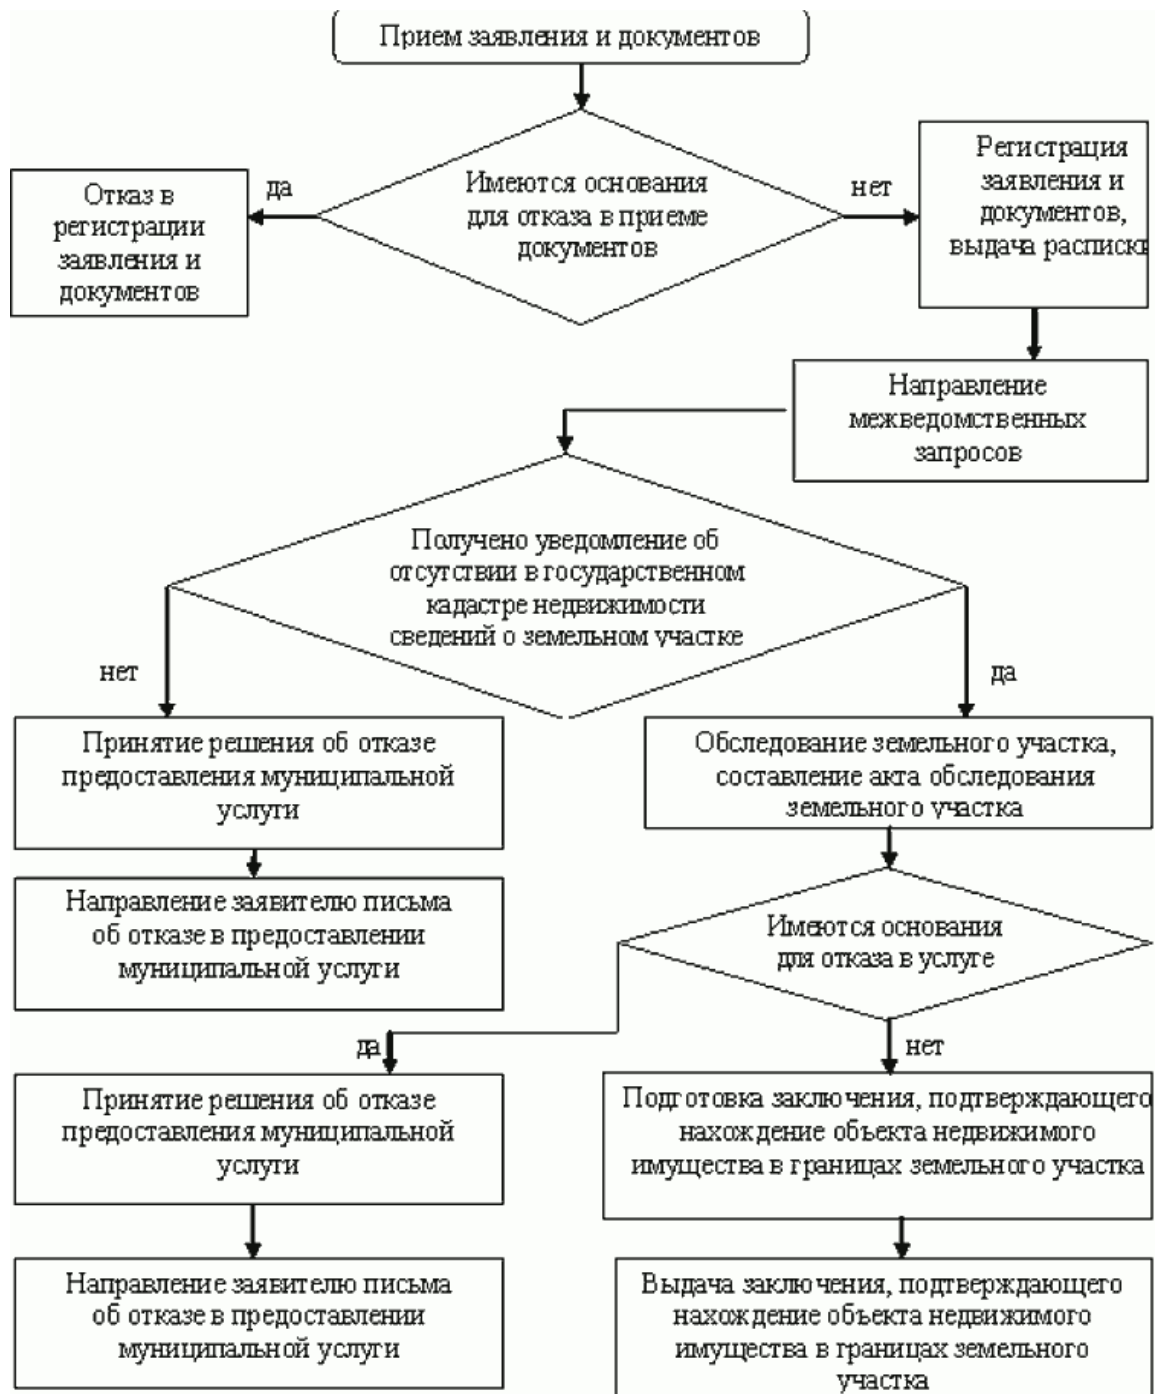 Прием заявления и документов
Имеются основания
для отказа в приеме
документов
да
нет
Отказ в
регистрации
заявления и
документов
Регистрация
заявления и
документов,
выдача расписки
Направление
межведомственных
запросов
Получено уведомление об
отсутствии в государственном
кадастре недвижимости
сведений о земельном участке
нет
да
Принятие решения об отказе
предоставления муниципальной
услуги
Обследование земельного участка,
составление акта обследования
земельного участка
Направление заявителю письма
об отказе в предоставлении
муниципальной услуги
Имеются основания
для отказа в услуге
да
нет
Принятие решения об отказе
предоставления муниципальной
услуги
Подготовка заключения, подтверждающего
нахождение объекта недвижимого
имущества в границах земельного участка
Направление заявителю письма
об отказе в предоставлении
муниципальной услуги
Выдача заключения, подтверждающего
нахождение объекта недвижимого
имущества в границах земельного
участка